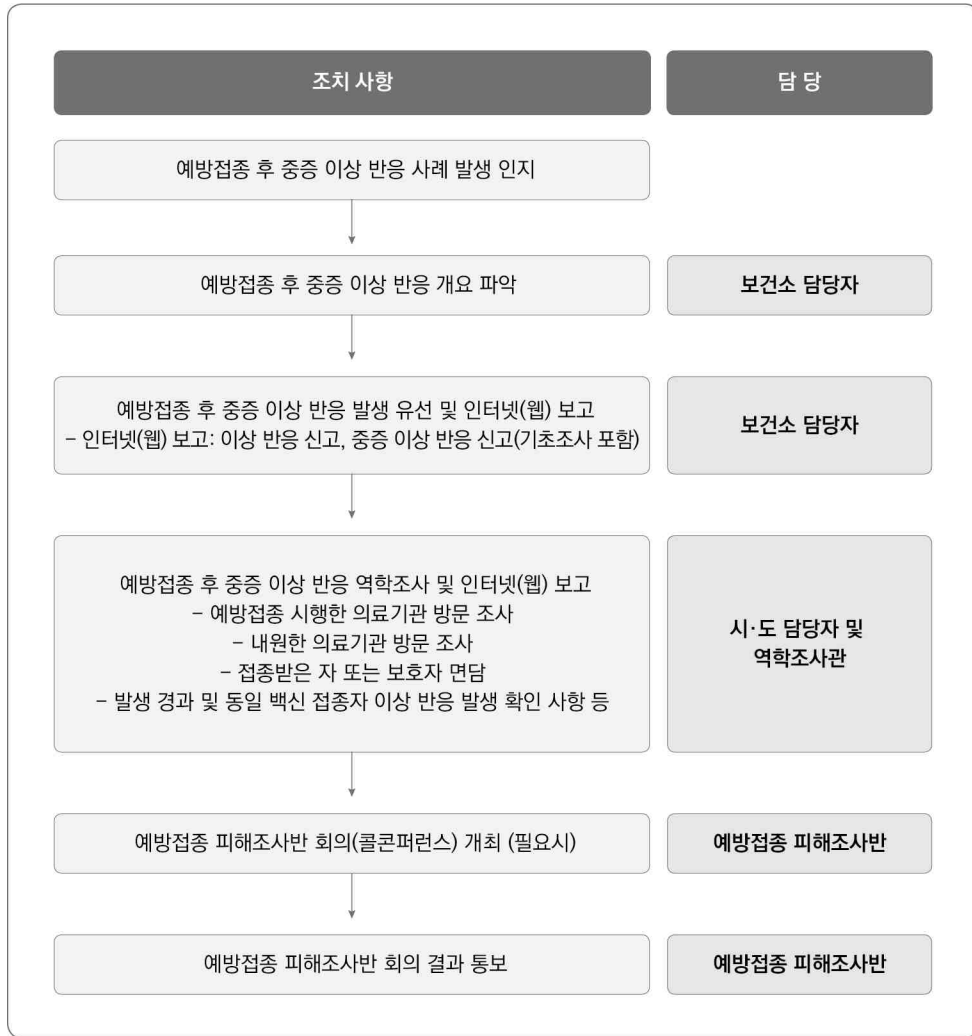 조치 사항
담 당
예방접종 후 중증 이상 반응 사례 발생 인지
예방접종 후 중증 이상 반응 개요 파악
보건소 담당자
예방접종 후 중증 이상 반응 발생 유선 및 인터넷(웹) 보고
– 인터넷(웹) 보고: 이상 반응 신고, 중증 이상 반응 신고(기초조사 포함)
보건소 담당자
예방접종 후 중증 이상 반응 역학조사 및 인터넷(웹) 보고
– 예방접종 시행한 의료기관 방문 조사
– 내원한 의료기관 방문 조사
– 접종받은 자 또는 보호자 면담
– 발생 경과 및 동일 백신 접종자 이상 반응 발생 확인 사항 등
시·도 담당자 및
역학조사관
예방접종 피해조사반 회의(콜콘퍼런스) 개최 (필요시)
예방접종 피해조사반
예방접종 피해조사반 회의 결과 통보
예방접종 피해조사반